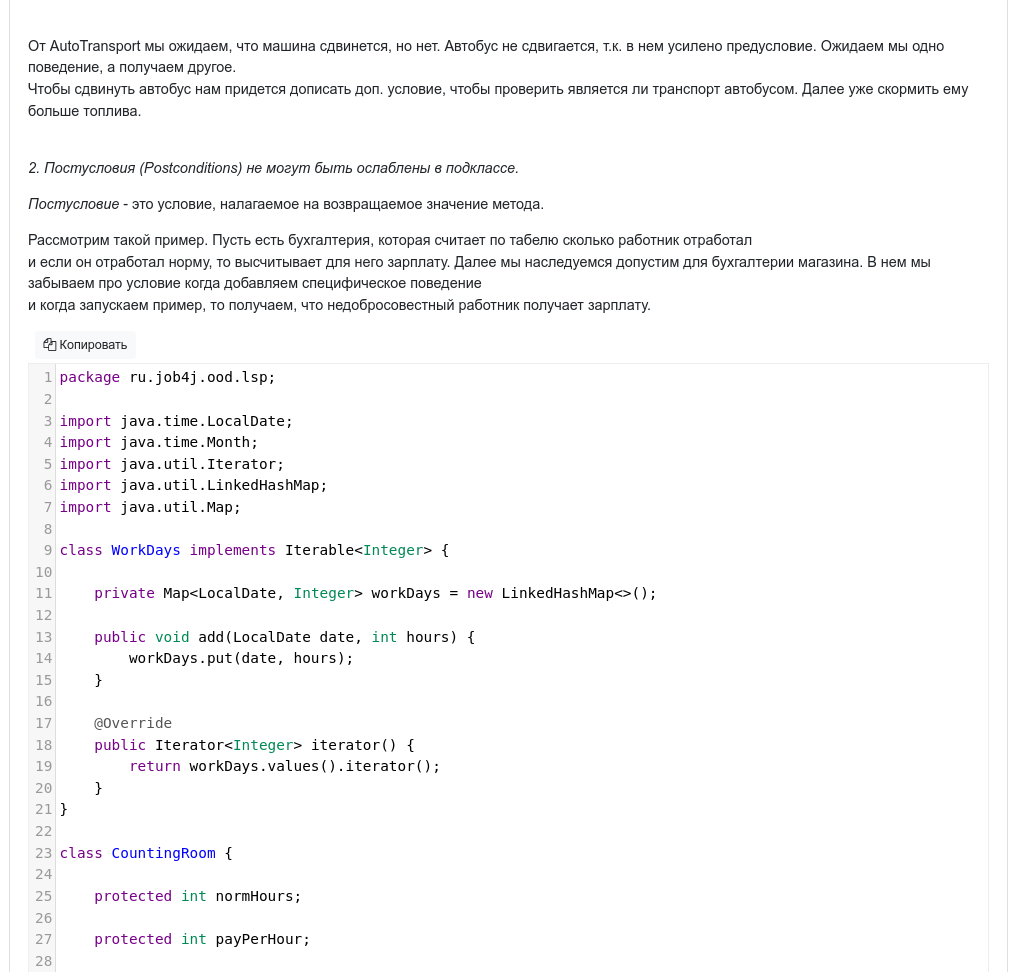 От AutoTransport мы ожидаем, что машина сдвинется, но нет. Автобус не сдвигается, т.к. в нем усилено предусловие. Ожидаем мы одно
поведение, а получаем другое.
Чтобы сдвинуть автобус нам придется дописать доп. условие, чтобы проверить является ли транспорт автобусом. Далее уже скормить ему
больше топлива.
2. Постусловия (Postconditions) не могут быть ослаблены в подклассе.
Постусловие - это условие, налагаемое на возвращаемое значение метода.
Рассмотрим такой пример. Пусть есть бухгалтерия, которая считает по табелю сколько работник отработал
и если он отработал норму, то высчитывает для него зарплату. Далее мы наследуемся допустим для бухгалтерии магазина. В нем мы
забываем про условие когда добавляем специфическое поведение
и когда запускаем пример, то получаем, что недобросовестный работник получает зарплату.
Копировать
1 package ru.job4j.ood.lsp;
2
3 import java.time.LocalDate;
4 import java.time.Month;
5 import java.util.Iterator;
6 import java.util.LinkedHashMap;
7 import java.util.Map;
8
9 class WorkDays implements Iterable<Integer> {
10
11     private Map<LocalDate, Integer> workDays = new LinkedHashMap<>();
12
13     public void add(LocalDate date, int hours) {
14         workDays.put(date, hours);
15     }
16
17     @Override
18     public Iterator<Integer> iterator() {
19         return workDays.values().iterator();
20     }
21 }
22
23 class CountingRoom {
24
25     protected int normHours;
26
27     protected int payPerHour;
28